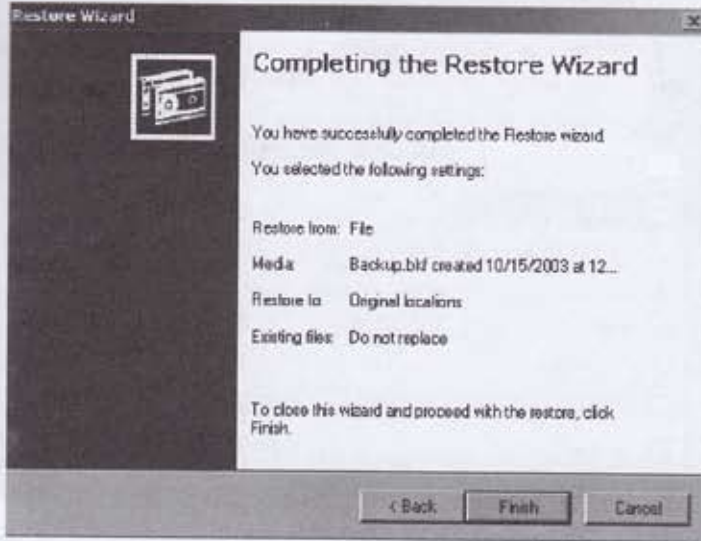 Restore Wizard
Completing the Restore Wizard
You have successfully completed the Restore wizard.
You selected the following settings:
Restore from: File
Media: Backup.bkf created 10/15/2003 at 12...
Restore to: Original locations
Existing files: Do not replace
To close this wizard and proceed with the restore, click
Finish.
< Back
Finish
Cancel